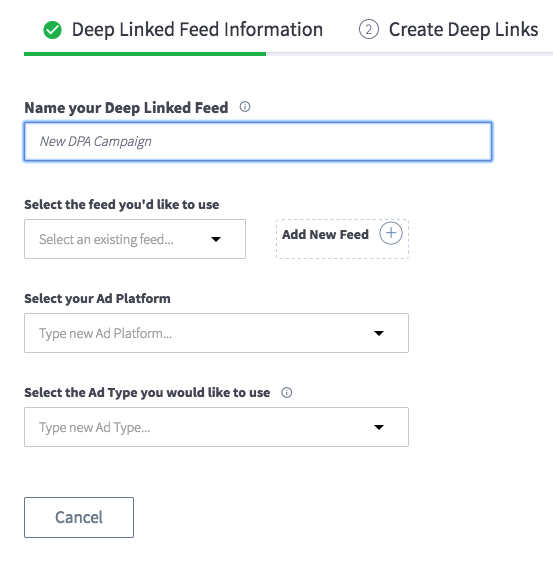 Deep Linked Feed Information 2 Create Deep Links
Name your Deep Linked Feed
New DPA Campaign
Select the feed you'd like to use
Select an existing feed...
Add New Feed
Select your Ad Platform
Type new Ad Platform...
Select the Ad Type you would like to use
Type new Ad Type...
Cancel